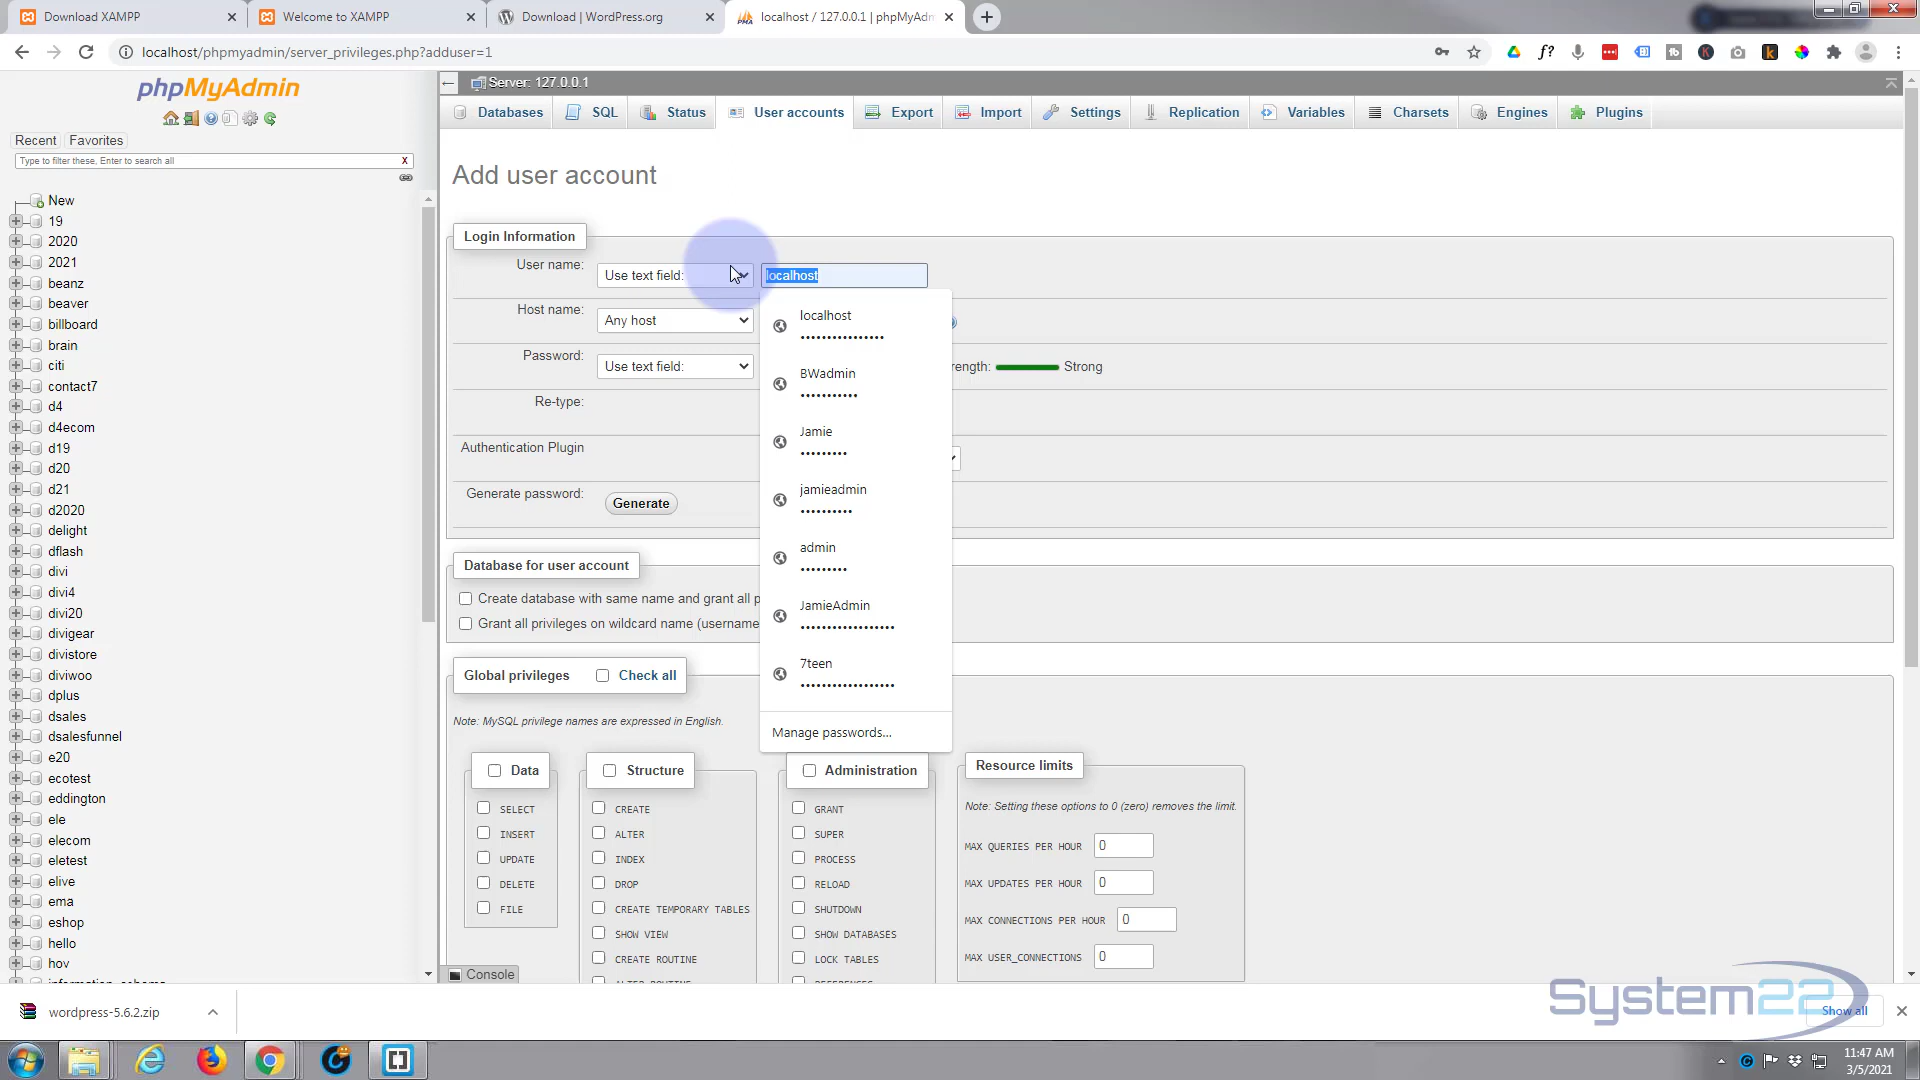 Download XAMPP
Welcome to XAMPP
Download | WordPress.org
localhost / 127.0.0.1 | phpMyAdm
localhost/phpmyadmin/server_privileges.php?adduser=1
phpMyAdmin
Recent
Favorites
Type to filter these, Enter to search all
X
New
19
2020
2021
beanz
beaver
billboard
brain
citi
contact7
d4
d4ecom
d19
d20
d21
d2020
delight
dflash
divi
divi4
divi20
divigear
divistore
diviwoo
dplus
dsales
dsalesfunnel
e20
ecotest
eddington
ele
elecom
eletest
elive
ema
eshop
hello
hov
information_schema
Server: 127.0.0.1
Databases
SQL
Status
User accounts
Export
Import
Settings
Replication
Variables
Charsets
Engines
Plugins
Add user account
Login Information
User name:
Use text field:
localhost
Host name:
Any host
Password:
Use text field:
rength:
Strong
Re-type:
Authentication Plugin
Generate password:
Generate
localhost
••••••••••••••••
BWadmin
•••••••••••
Jamie
•••••••••
jamieadmin
••••••••••
admin
•••••••••
JamieAdmin
••••••••••••••••••
7teen
••••••••••••••••••
Manage passwords...
Database for user account
Create database with same name and grant all p
Grant all privileges on wildcard name (username
Global privileges
Check all
Note: MySQL privilege names are expressed in English.
Data
SELECT
INSERT
UPDATE
DELETE
FILE
Structure
CREATE
ALTER
INDEX
DROP
CREATE TEMPORARY TABLES
SHOW VIEW
CREATE ROUTINE
ALTER ROUTINE
Administration
GRANT
SUPER
PROCESS
RELOAD
SHUTDOWN
SHOW DATABASES
LOCK TABLES
REFERENCES
Resource limits
Note: Setting these options to 0 (zero) removes the limit.
MAX QUERIES PER HOUR
0
MAX UPDATES PER HOUR
0
MAX CONNECTIONS PER HOUR
0
MAX USER_CONNECTIONS
0
Console
wordpress-5.6.2.zip
System22
Show all
11:47 AM
3/5/2021